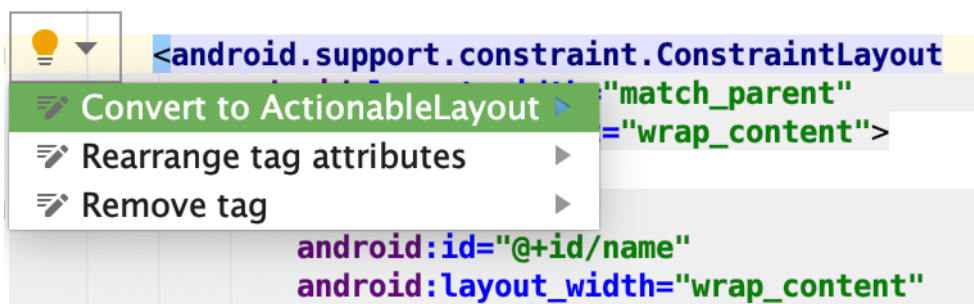 <android.support.constraint.ConstraintLayout
="match_parent"
Convert to ActionableLayout
="wrap_content">
Rearrange tag attributes
Remove tag
android:id="@+id/name"
android:layout_width="wrap_content"